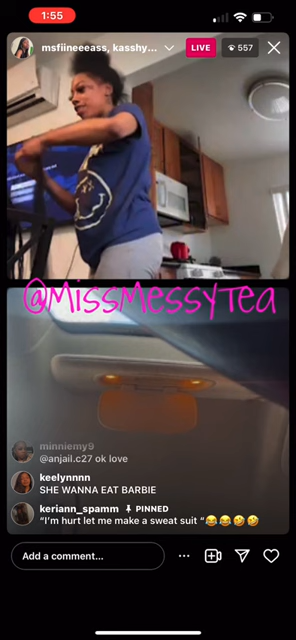 1:55
msfiineeeass, kasshy...
LIVE
557
@MissMessyTea
minniemy9
@anjail.c27 ok love
keelynnnn
SHE WANNA EAT BARBIE
keriann_spamm PINNED
"I'm hurt let me make a sweat suit "😂😂🤣🤣
Add a comment...